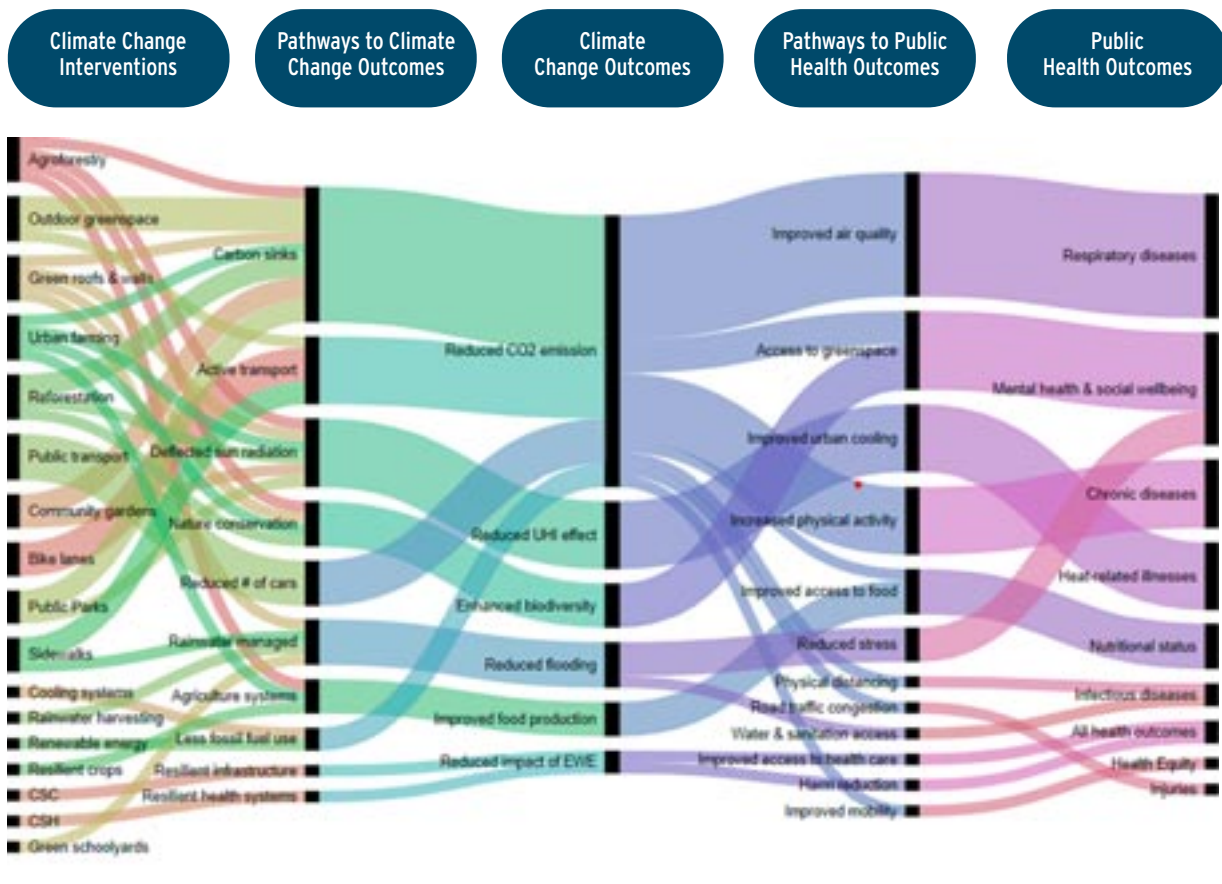 Climate Change
Interventions
Pathways to Climate
Change Outcomes
Climate
Change Outcomes
Pathways to Public
Health Outcomes
Public
Health Outcomes
Agroforestry
Outdoor greenspace
Green roofs & walls
Urban farming
Raforestation
Public transport
Community gardens
Bike lanes
Public Parks
Sidewalks
Cooling systems
Rainwater harvesting
Renewable energy
Resilient crops
CSC
CSH
Green schoolyards
Carbon sinks
Active transport
Deflected sun radiation
Nature conservation
Reduced # of cars
Rainwater managed
Agriculture systems
Less fossil fuel use
Resilient infrastructure
Resilient health systems
Reduced CO2 emission
Reduced UHI effect
Enhanced biodiversity
Reduced flooding
Improved food production
Reduced impact of EWE
Improved air quality
Access to greenspace
Improved urban cooling
Increased physical activity
Improved access to food
Reduced stress
Physical distancing
Road traffic congestion
Water & sanitation access
Improved access to health care
Harm reduction
Improved mobility
Respiratory diseases
Mental health & social wellbeing
Chronic diseases
Heat-related illnesses
Nutritional status
Infectious diseases
All health outcomes
Health Equity
Injuries